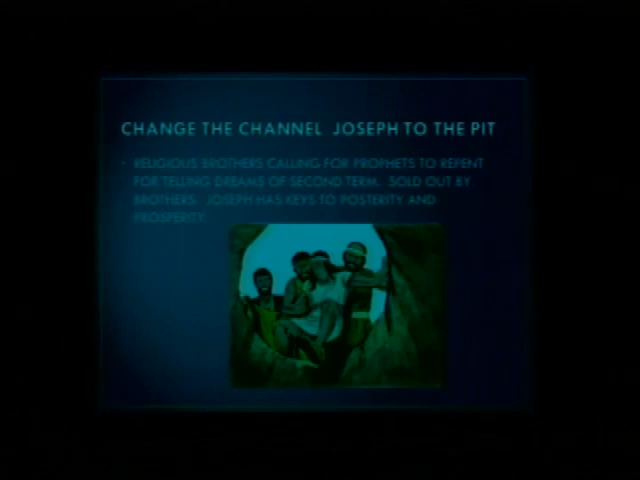 CHANGE THE CHANNEL JOSEPH TO THE PIT
• RELIGIOUS BROTHERS CALLING FOR PROPHETS TO REPENT
FOR TELLING DREAMS OF SECOND TERM. SOLD OUT BY
BROTHERS. JOSEPH HAS KEYS TO POSTERITY AND
PROSPERITY.